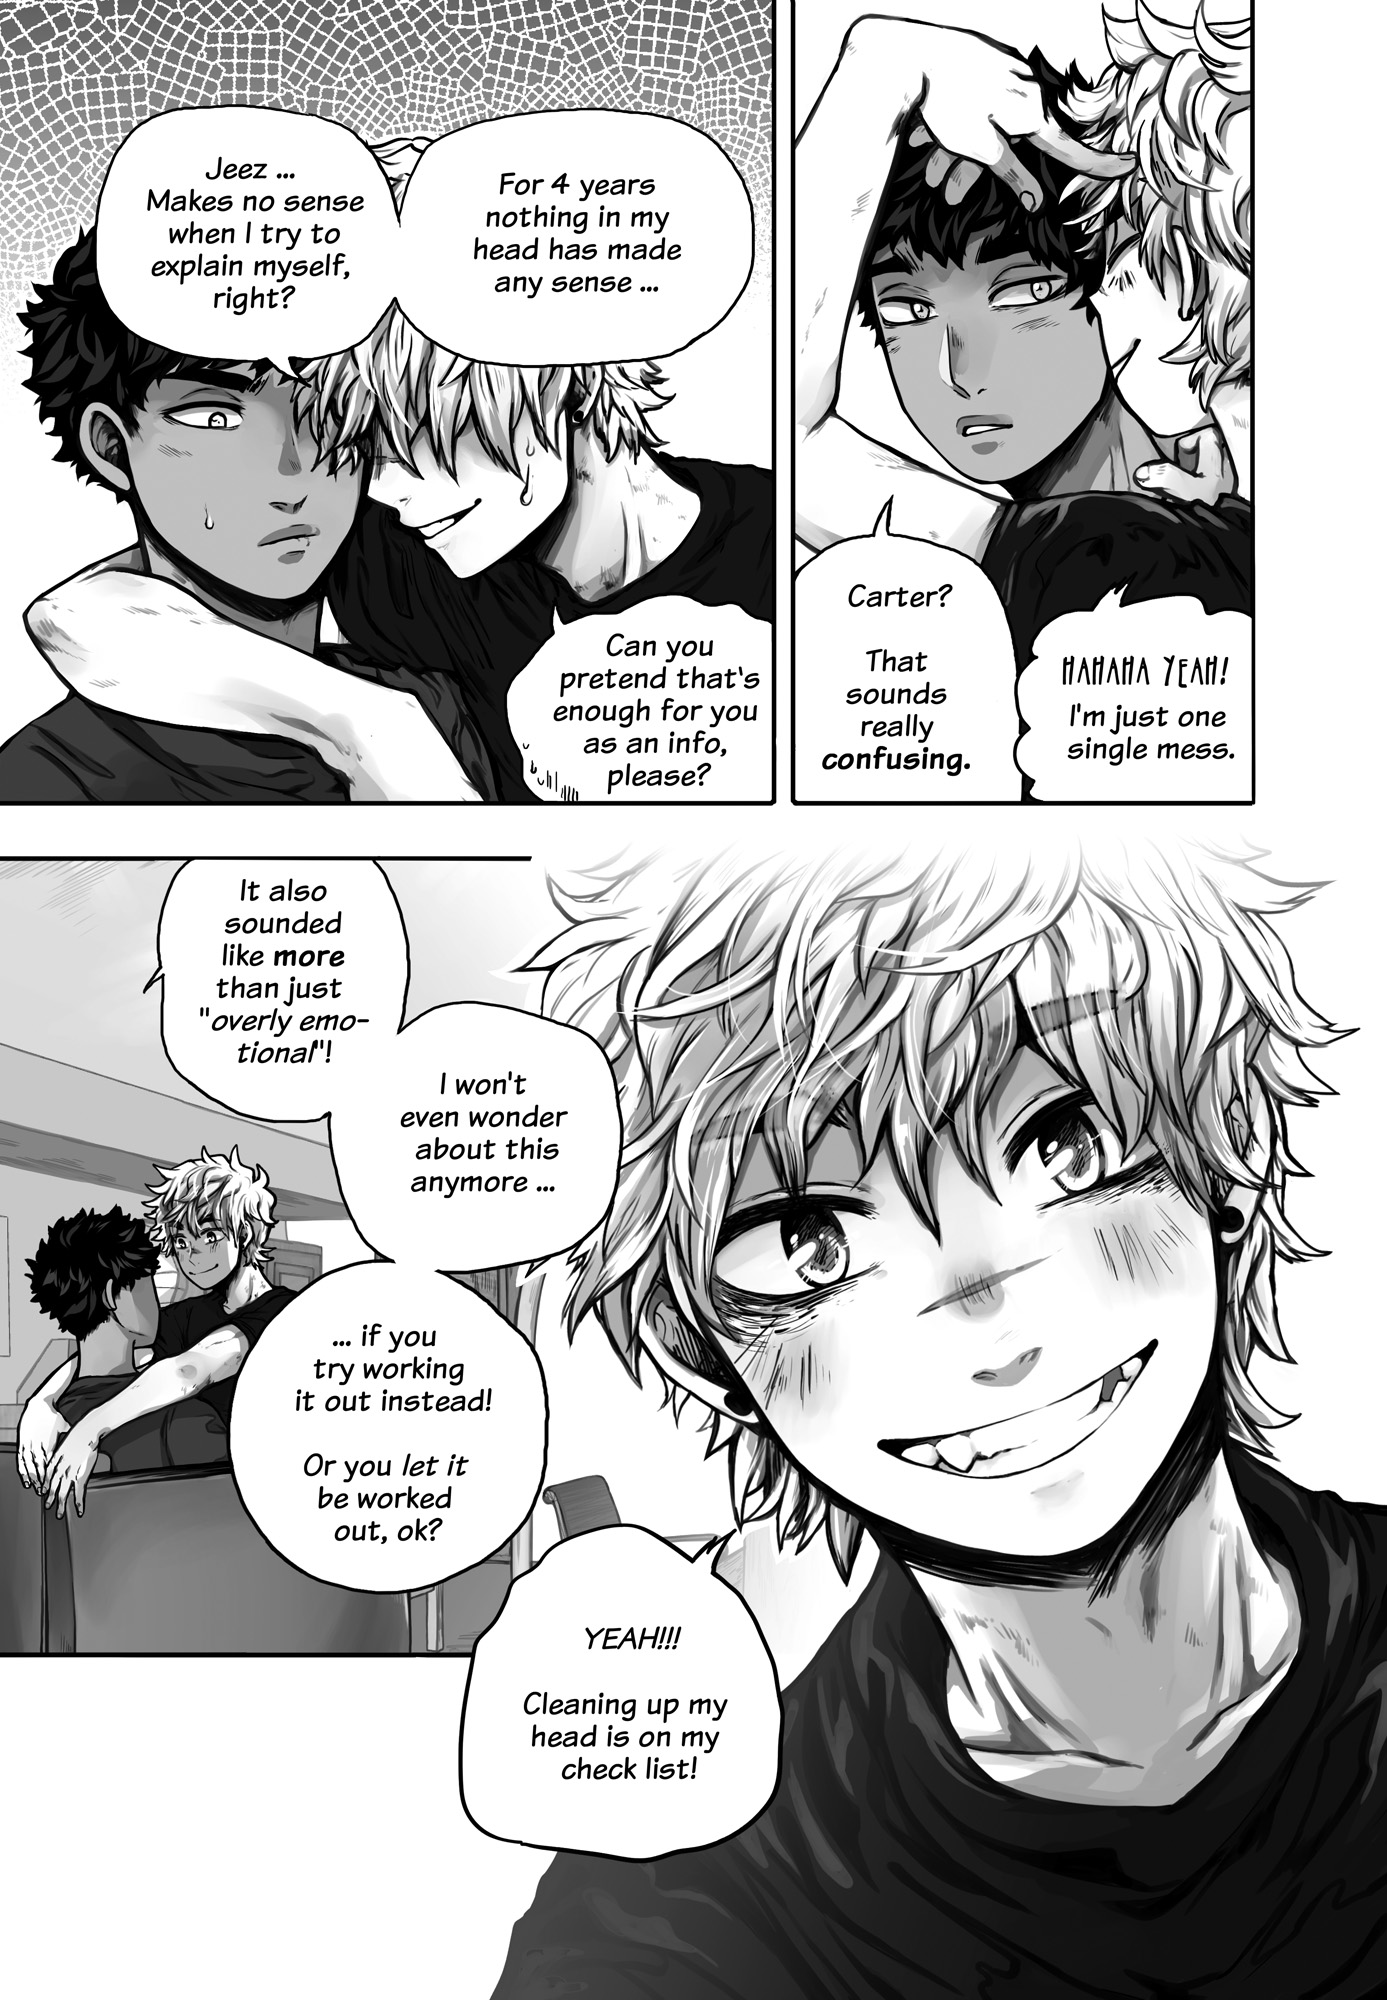 Jeez ...
Makes no sense
when I try to
explain myself,
right?
For 4 years
nothing in my
head has made
any sense ...
Can you
pretend that's
enough for you
as an info,
please?
Carter?
That
sounds
really
confusing.
HAHAHA YEAH!
I'm just one
single mess.
It also
sounded
like more
than just
"overly emo-
tional"!
I won't
even wonder
about this
anymore ...
... if you
try working
it out instead!
Or you let it
be worked
out, ok?
YEAH!!!
Cleaning up my
head is on my
check list!